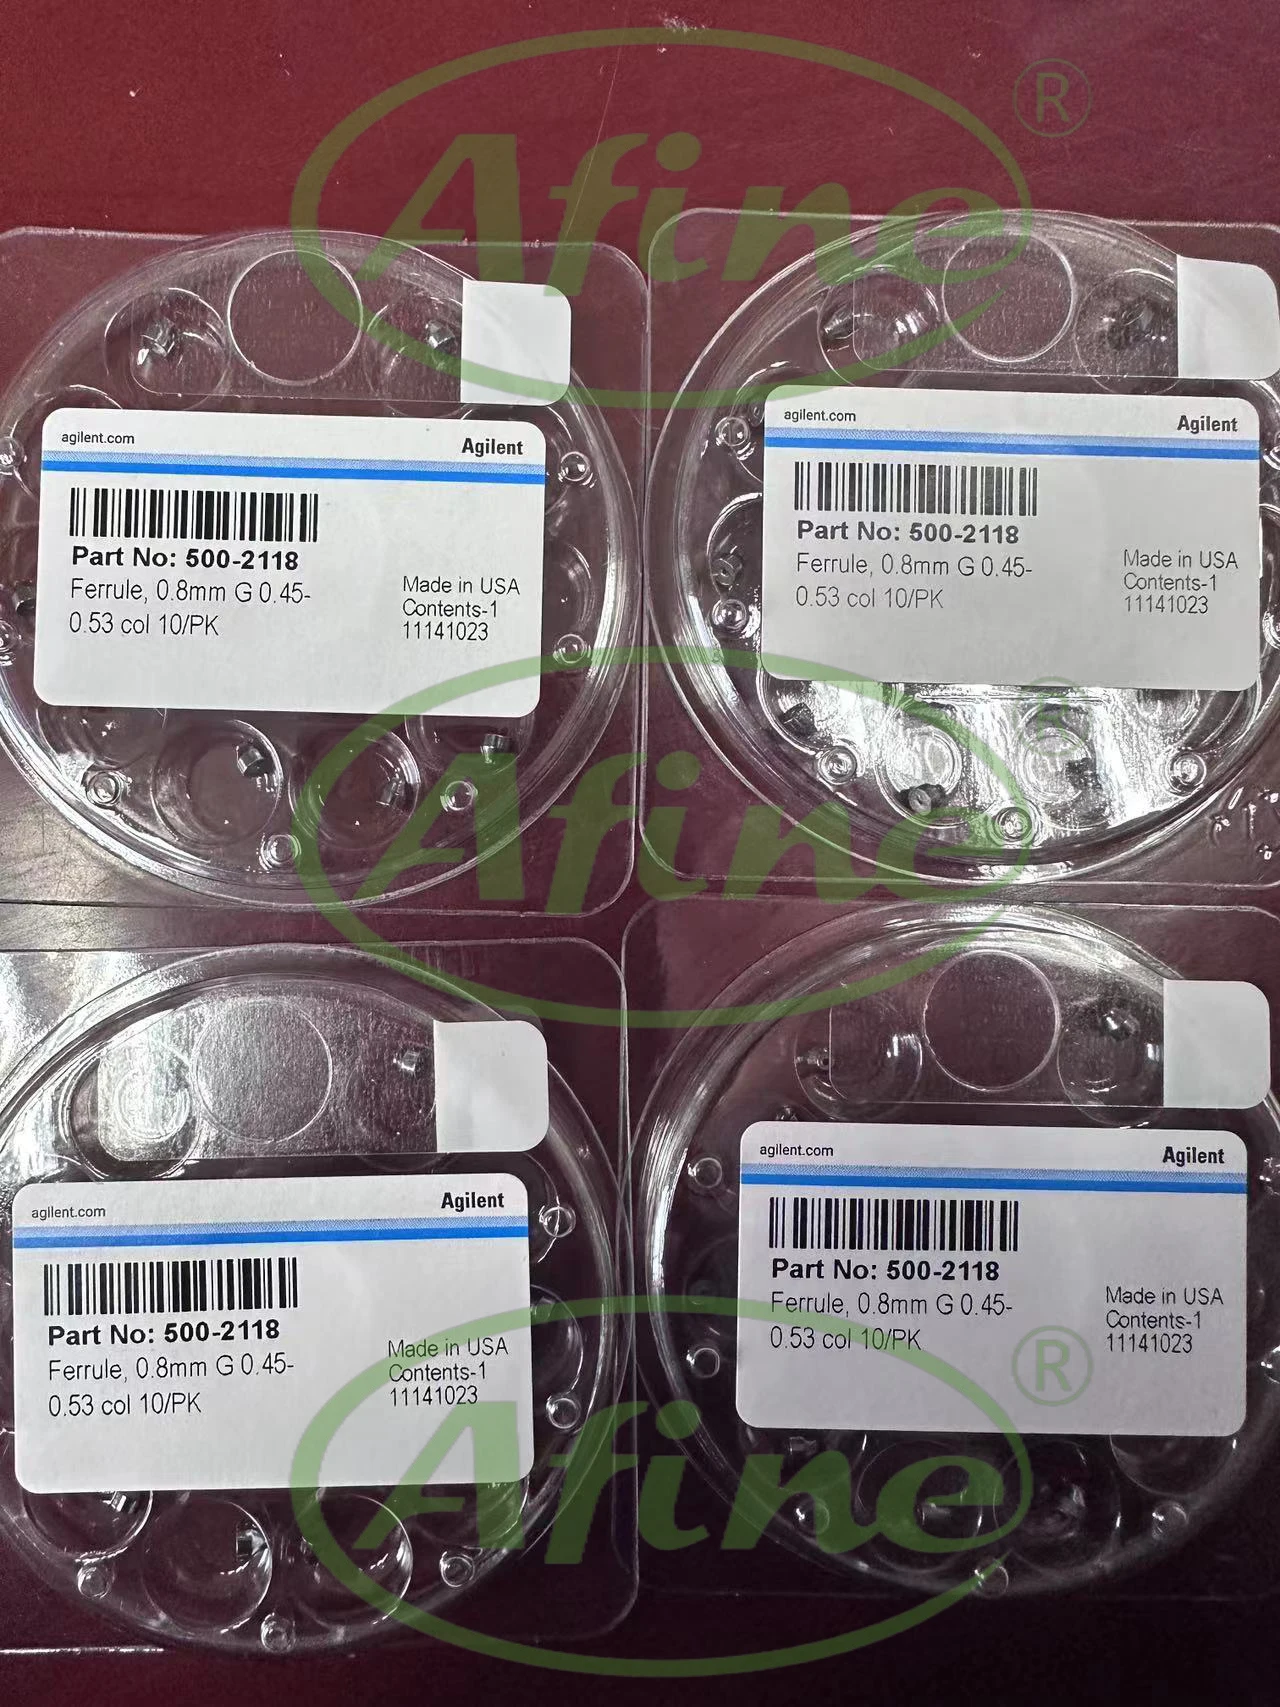 Afine ®
agilent.com
Agilent
Part No: 500-2118
Ferrule, 0.8mm G 0.45-
0.53 col 10/PK
Made in USA
Contents-1
11141023
agilent.com
Agilent
Part No: 500-2118
Ferrule, 0.8mm G 0.45-
0.53 col 10/PK
Made in USA
Contents-1
11141023
Afine ®
agilent.com
Agilent
Part No: 500-2118
Ferrule, 0.8mm G 0.45-
0.53 col 10/PK
Made in USA
Contents-1
11141023
agilent.com
Agilent
Part No: 500-2118
Ferrule, 0.8mm G 0.45-
0.53 col 10/PK
Made in USA
Contents-1
11141023
Afine ®